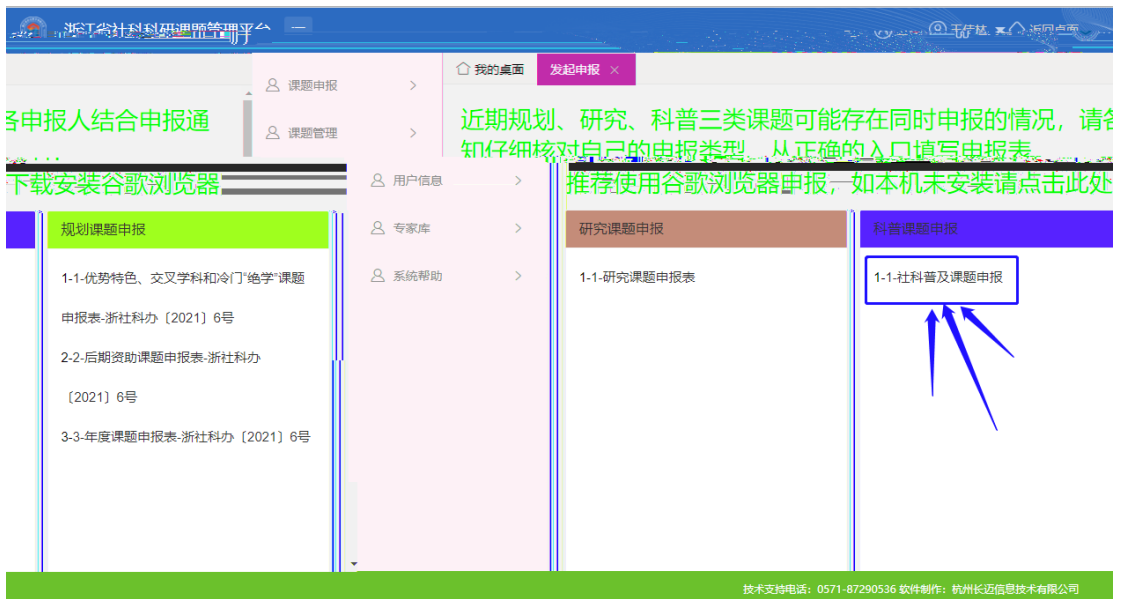 浙江省社科科研课题管理平台
返回桌面
课题申报
课题管理
用户信息
专家库
系统帮助
我的桌面
发起申报
各申报人结合申报通
近期规划、研究、科普三类课题可能存在同时申报的情况，请各
知仔细核对自己的申报类型，从正确的入口填写申报表
下载安装谷歌浏览器
推荐使用谷歌浏览器申报，如本机未安装请点击此处
规划课题申报
1-1-优势特色、交叉学科和冷门“绝学”课题
申报表-浙社科办〔2021〕6号
2-2-后期资助课题申报表-浙社科办
〔2021〕6号
3-3-年度课题申报表-浙社科办〔2021〕6号
研究课题申报
1-1-研究课题申报表
科普课题申报
1-1-社科普及课题申报
技术支持电话：0571-87290536 软件制作：杭州长迈信息技术有限公司